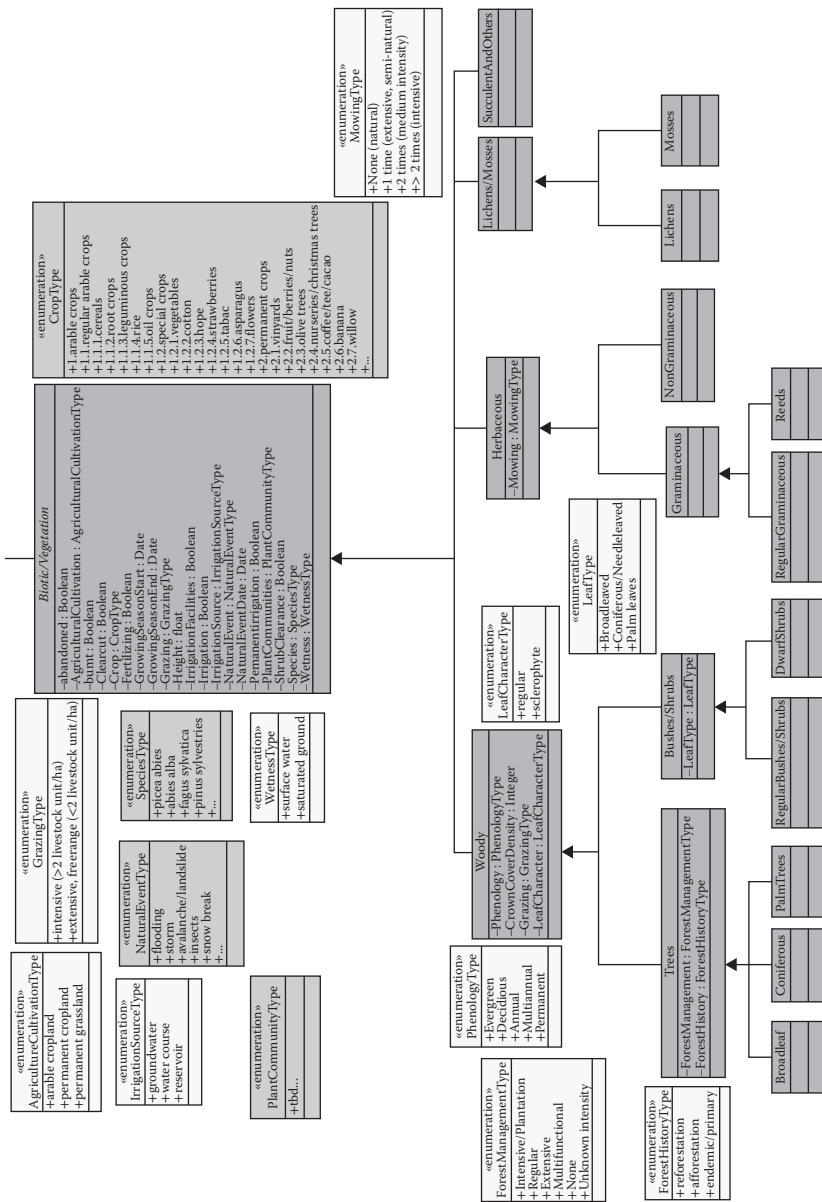 «enumeration»
AgricultureCultivationType
+arable cropland
+permanent cropland
+permanent grassland
«enumeration»
GrazingType
+intensive (>2 livestock unit/ha)
+extensive, freerange (<2 livestock unit/ha)
Biotic/Vegetation
–abandoned : Boolean
–AgriculturalCultivation : AgriculturalCultivationType
–burnt : Boolean
–Clearcut : Boolean
–Crop : CropType
–Fertilizing : Boolean
–GrowingSeasonStart : Date
–GrowingSeasonEnd : Date
–Grazing : GrazingType
–Height : float
–IrrigationFacilities : Boolean
–Irrigation : Boolean
–IrrigationSource : IrrigationSourceType
–NaturalEvent : NaturalEventType
–NaturalEventDate : Date
–PemanentIrrigation : Boolean
–PlantCommunities : PlantCommunityType
–ShrubClearance : Boolean
–Species : SpeciesType
–Wetness : WetnessType
«enumeration»
CropType
+1.arable crops
+1.1.regular arable crops
+1.1.1.cereals
+1.1.2.root crops
+1.1.3.leguminous crops
+1.1.4.rice
+1.1.5.oil crops
+1.2.special crops
+1.2.1.vegetables
+1.2.2.cotton
+1.2.3.hope
+1.2.4.strawberries
+1.2.5.tabac
+1.2.6.asparagus
+1.2.7.flowers
+2.permanent crops
+2.1.vinyards
+2.2.fruit/berries/nuts
+2.3.olive trees
+2.4.nurseries/christmas trees
+2.5.coffee/tee/cacao
+2.6.banana
+2.7.willow
+...
«enumeration»
IrrigationSourceType
+groundwater
+water course
+reservoir
«enumeration»
NaturalEventType
+flooding
+storm
+avalanche/landslide
+insects
+snow break
+...
«enumeration»
SpeciesType
+picea abies
+abies alba
+fagus sylvatica
+pinus sylvestries
+...
«enumeration»
PlantCommunityType
+tbd...
«enumeration»
WetnessType
+surface water
+saturated ground
«enumeration»
MowingType
+None (natural)
+1 time (extensive, semi-natural)
+2 times (medium intensity)
+> 2 times (intensive)
«enumeration»
ForestManagementType
+Intensive/Plantation
+Regular
+Extensive
+Multifunctional
+None
+Unknown intensity
«enumeration»
PhenologyType
+Evergreen
+Decidious
+Annual
+Multiannual
+Permanent
Woody
–Phenology : PhenologyType
–CrownCoverDensity : Integer
–Grazing : GrazingType
–LeafCharacter : LeafCharacterType
«enumeration»
LeafCharacterType
+regular
+sclerophyte
Herbaceous
–Mowing : MowingType
Lichens/Mosses
SucculentAndOthers
«enumeration»
LeafType
+Broadleaved
+Coniferous/Needleleaved
+Palm leaves
«enumeration»
ForestHistoryType
+reforestation
+afforestation
+endemic/primary
Trees
–ForestManagement : ForestManagementType
–ForestHistory : ForestHistoryType
Bushes/Shrubs
–LeafType : LeafType
Graminaceous
NonGraminaceous
Lichens
Mosses
Broadleaf
Coniferous
PalmTrees
RegularBushes/Shrubs
DwarfShrubs
RegularGraminaceous
Reeds